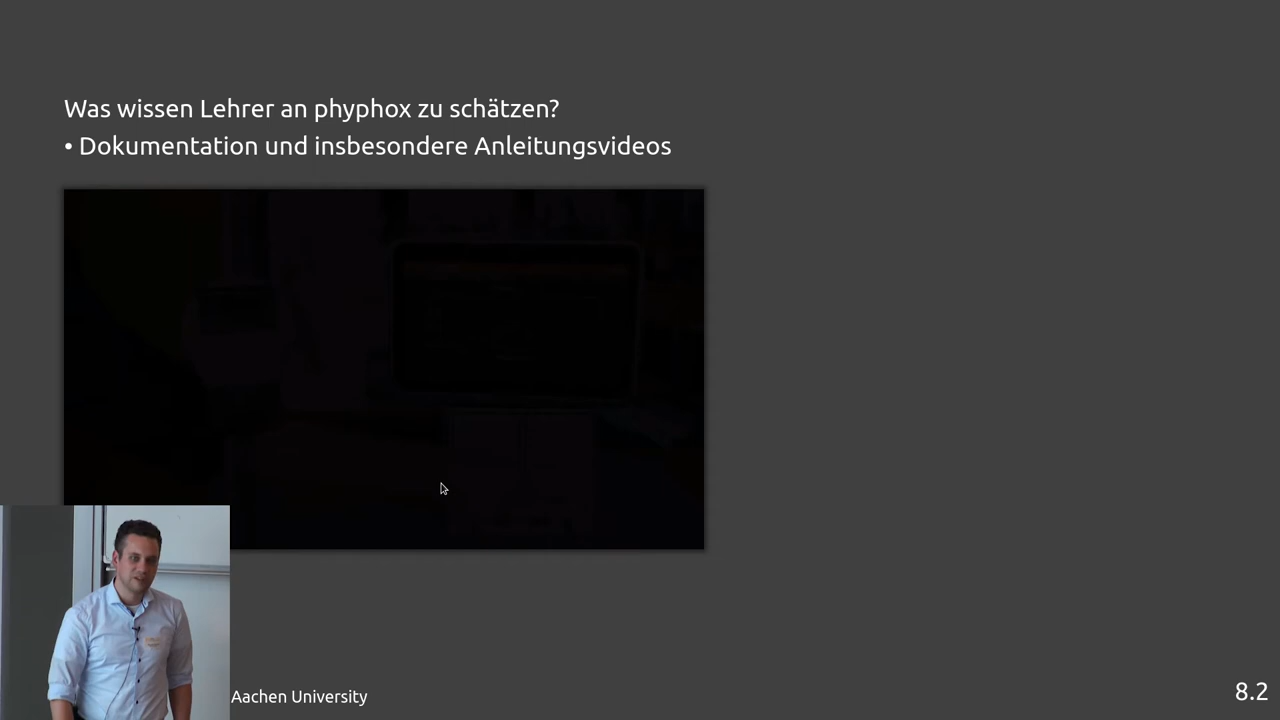 Was wissen Lehrer an phyphox zu schätzen?
• Dokumentation und insbesondere Anleitungsvideos
Aachen University
8.2